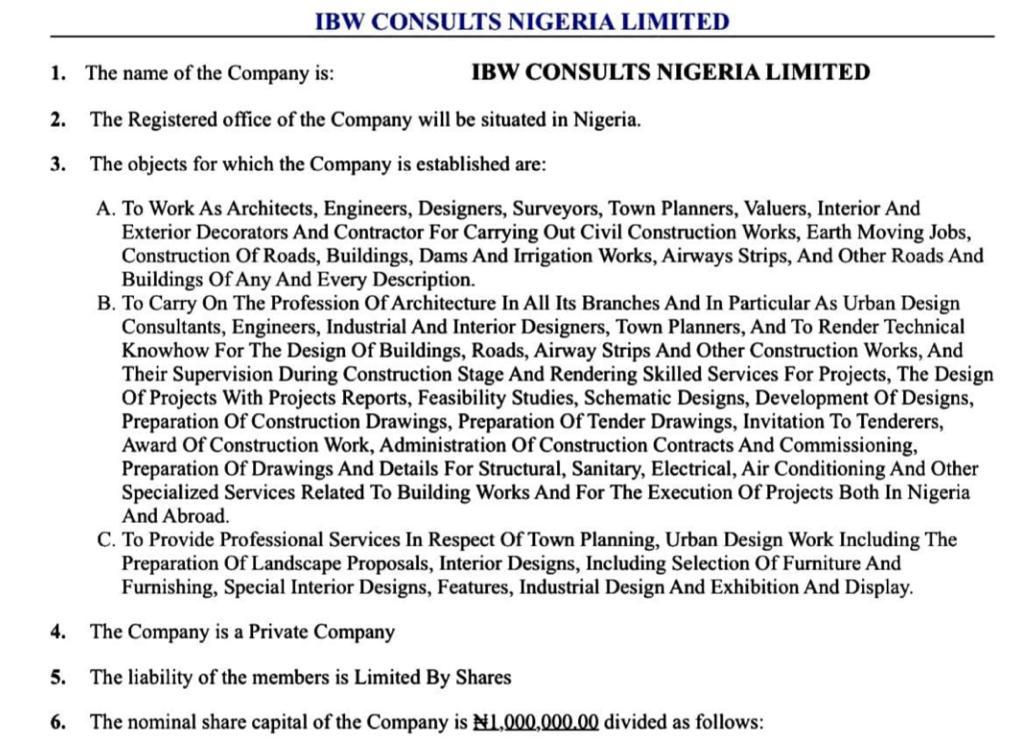 IBW CONSULTS NIGERIA LIMITED
1. The name of the Company is: IBW CONSULTS NIGERIA LIMITED
2. The Registered office of the Company will be situated in Nigeria.
3. The objects for which the Company is established are:
A. To Work As Architects, Engineers, Designers, Surveyors, Town Planners, Valuers, Interior And
Exterior Decorators And Contractor For Carrying Out Civil Construction Works, Earth Moving Jobs,
Construction Of Roads, Buildings, Dams And Irrigation Works, Airways Strips, And Other Roads And
Buildings Of Any And Every Description.
B. To Carry On The Profession Of Architecture In All Its Branches And In Particular As Urban Design
Consultants, Engineers, Industrial And Interior Designers, Town Planners, And To Render Technical
Knowhow For The Design Of Buildings, Roads, Airway Strips And Other Construction Works, And
Their Supervision During Construction Stage And Rendering Skilled Services For Projects, The Design
Of Projects With Projects Reports, Feasibility Studies, Schematic Designs, Development Of Designs,
Preparation Of Construction Drawings, Preparation Of Tender Drawings, Invitation To Tenderers,
Award Of Construction Work, Administration Of Construction Contracts And Commissioning,
Preparation Of Drawings And Details For Structural, Sanitary, Electrical, Air Conditioning And Other
Specialized Services Related To Building Works And For The Execution Of Projects Both In Nigeria
And Abroad.
C. To Provide Professional Services In Respect Of Town Planning, Urban Design Work Including The
Preparation Of Landscape Proposals, Interior Designs, Including Selection Of Furniture And
Furnishing, Special Interior Designs, Features, Industrial Design And Exhibition And Display.
4. The Company is a Private Company
5. The liability of the members is Limited By Shares
6. The nominal share capital of the Company is ₦1,000,000.00 divided as follows: